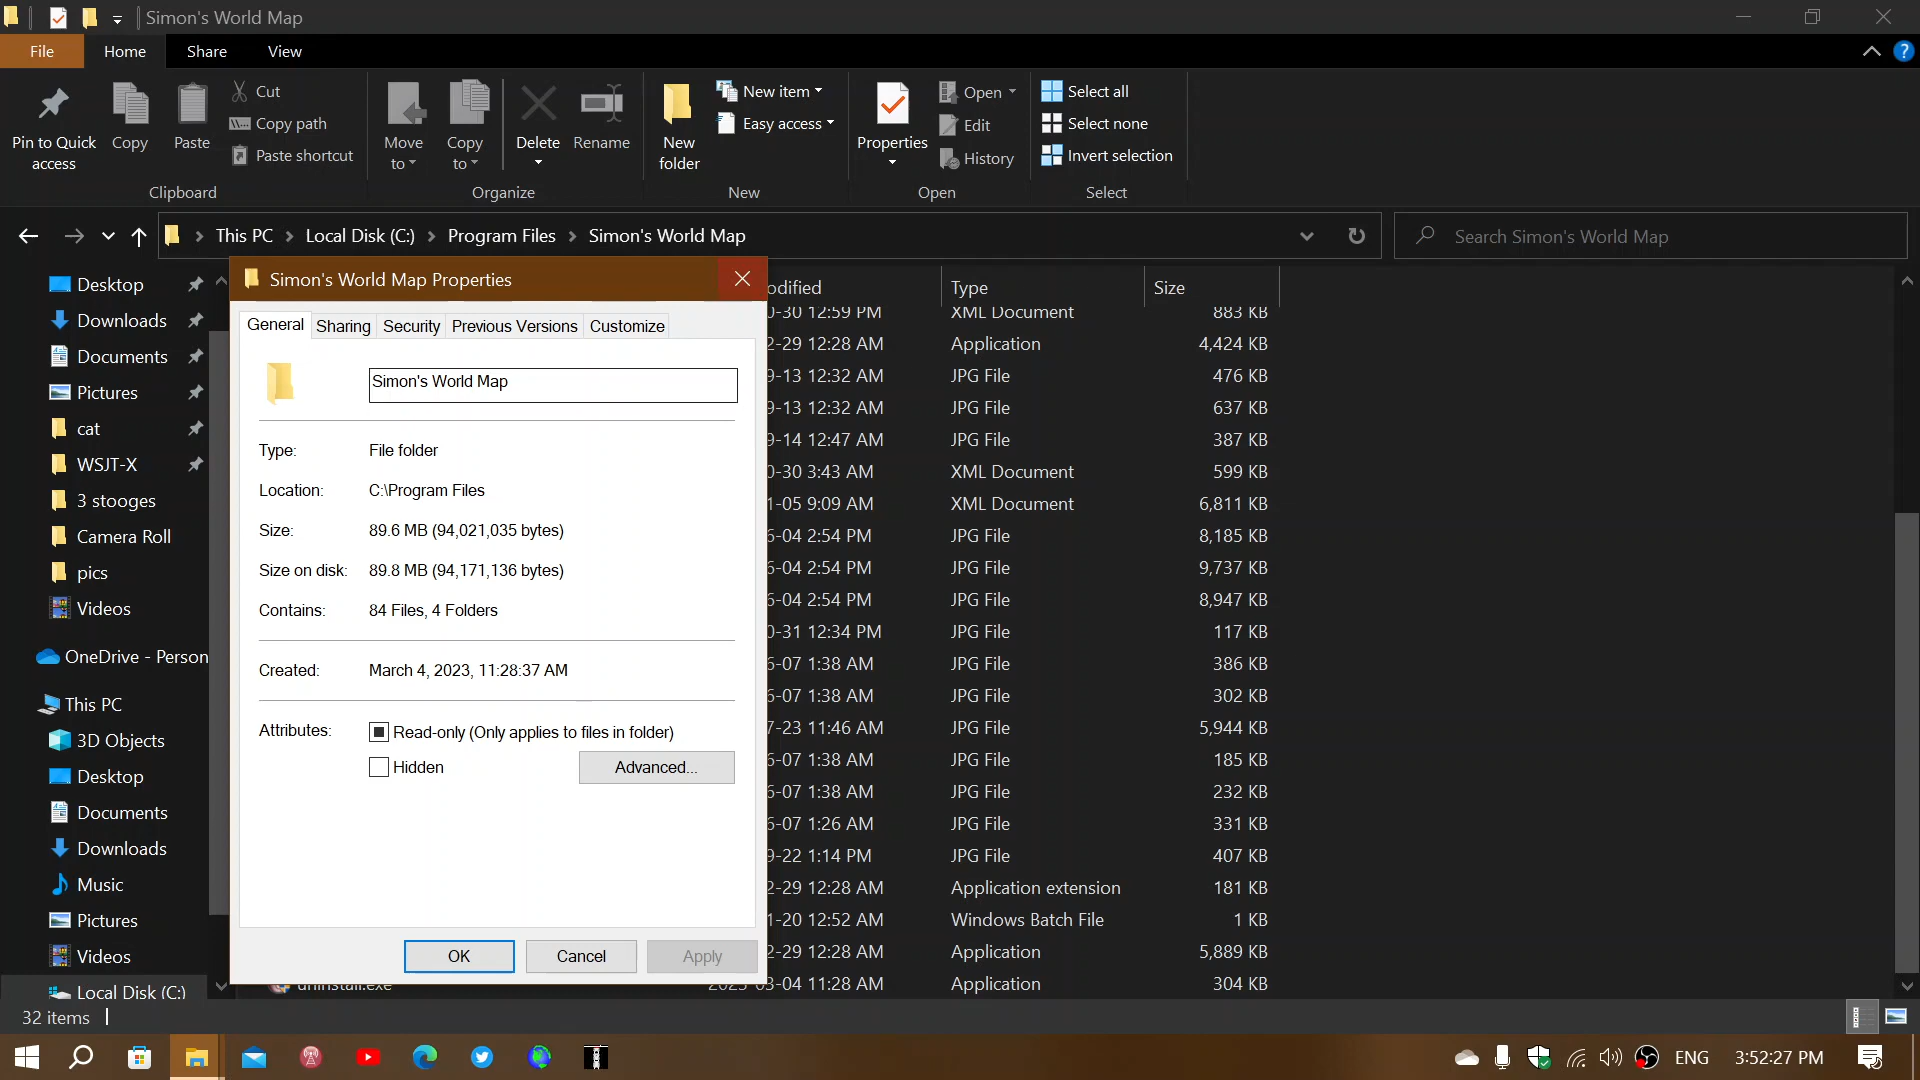 Simon's World Map
File Home Share View
Pin to Quick access
Copy
Paste
Cut
Copy path
Paste shortcut
Clipboard
Move to
Copy to
Delete
Rename
Organize
New folder
New item
Easy access
New
Properties
Open
Edit
History
Open
Select all
Select none
Invert selection
Select
This PC Local Disk (C:) Program Files Simon's World Map
Search Simon's World Map
Desktop
Downloads
Documents
Pictures
cat
WSJT-X
3 stooges
Camera Roll
pics
Videos
OneDrive - Person
This PC
3D Objects
Desktop
Documents
Downloads
Music
Pictures
Videos
Local Disk (C:)
Simon's World Map Properties
General Sharing Security Previous Versions Customize
Simon's World Map
Type: File folder
Location: C:\Program Files
Size: 89.6 MB (94,021,035 bytes)
Size on disk: 89.8 MB (94,171,136 bytes)
Contains: 84 Files, 4 Folders
Created: March 4, 2023, 11:28:37 AM
Attributes: Read-only (Only applies to files in folder)
Hidden
Advanced...
OK Cancel Apply
odified Type Size
0-30 12:59 PM XML Document 883 KB
2-29 12:28 AM Application 4,424 KB
9-13 12:32 AM JPG File 476 KB
9-13 12:32 AM JPG File 637 KB
9-14 12:47 AM JPG File 387 KB
0-30 3:43 AM XML Document 599 KB
1-05 9:09 AM XML Document 6,811 KB
6-04 2:54 PM JPG File 8,185 KB
6-04 2:54 PM JPG File 9,737 KB
6-04 2:54 PM JPG File 8,947 KB
0-31 12:34 PM JPG File 117 KB
6-07 1:38 AM JPG File 386 KB
6-07 1:38 AM JPG File 302 KB
7-23 11:46 AM JPG File 5,944 KB
6-07 1:38 AM JPG File 185 KB
6-07 1:38 AM JPG File 232 KB
6-07 1:26 AM JPG File 331 KB
9-22 1:14 PM JPG File 407 KB
2-29 12:28 AM Application extension 181 KB
1-20 12:52 AM Windows Batch File 1 KB
2-29 12:28 AM Application 5,889 KB
uninstall.exe 2023-03-04 11:28 AM Application 304 KB
32 items
ENG 3:52:27 PM